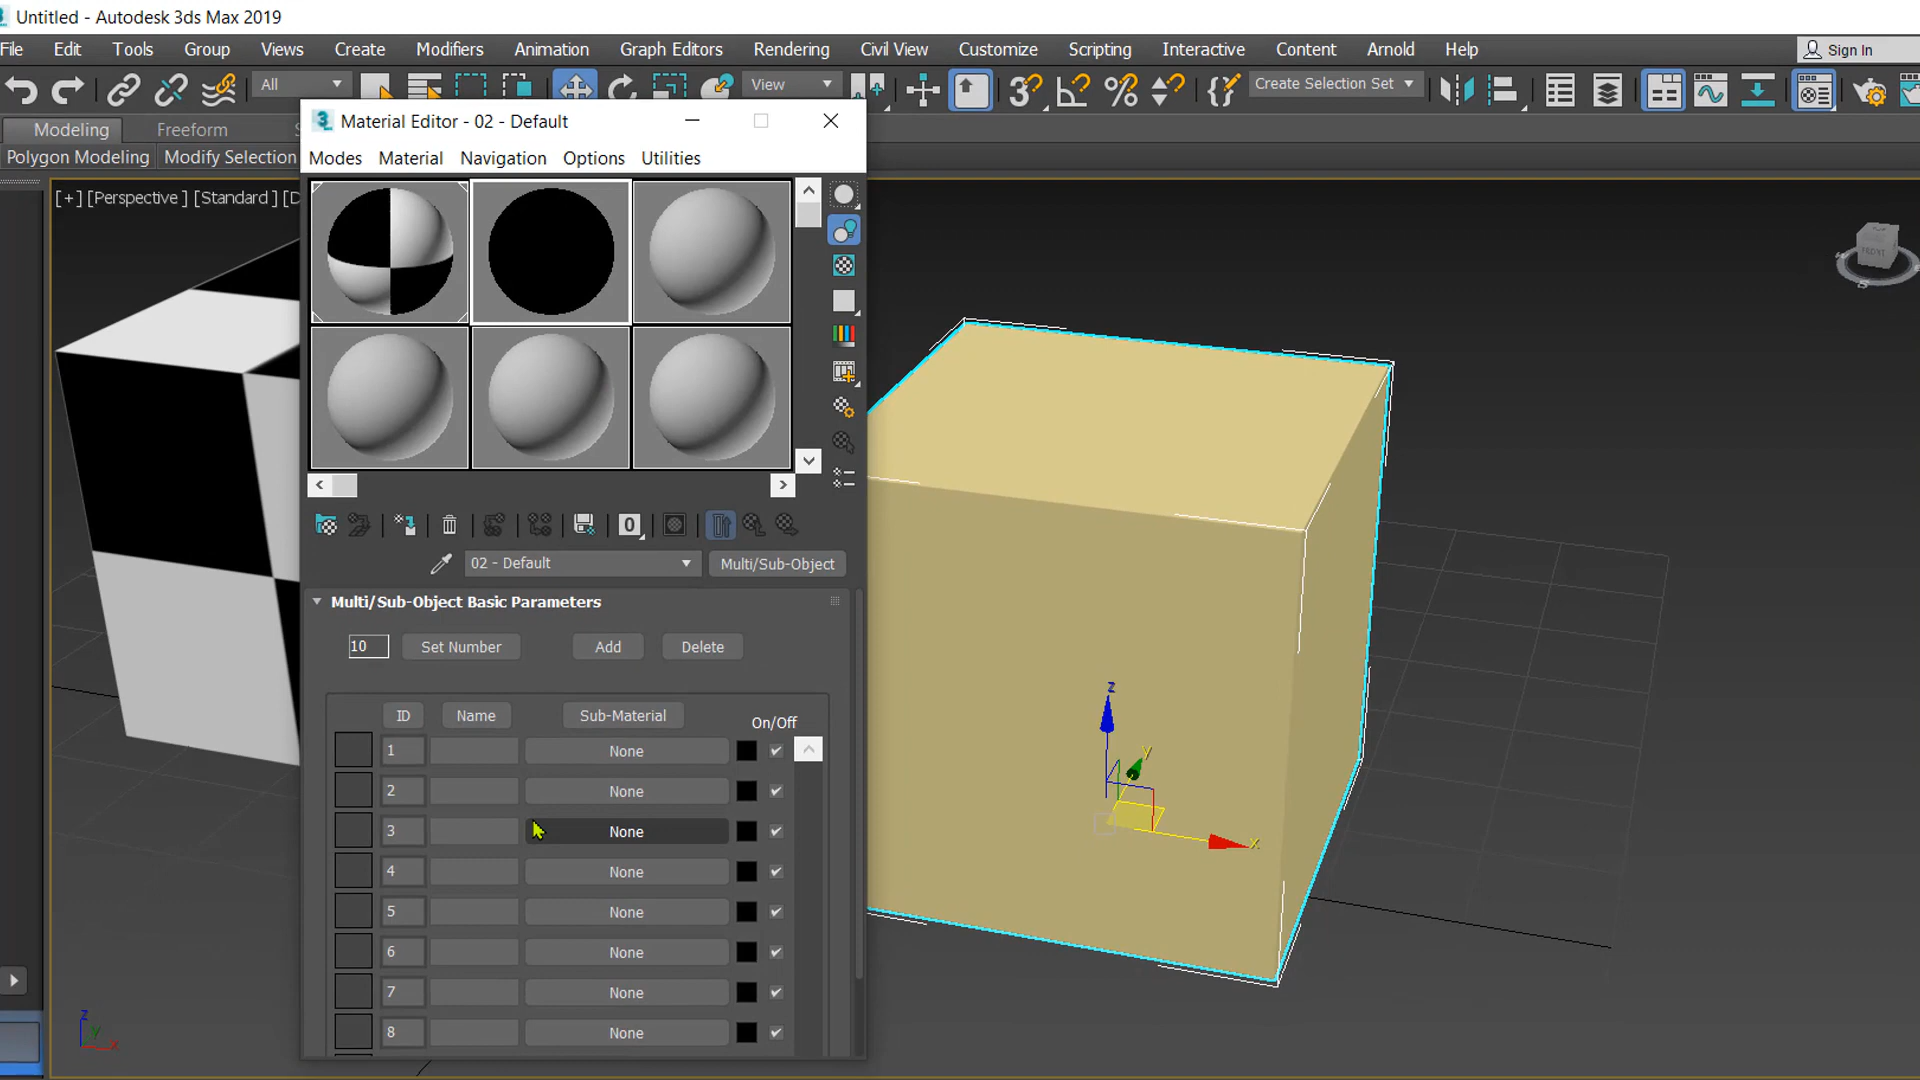 Untitled - Autodesk 3ds Max 2019
File Edit Tools Group Views Create Modifiers Animation Graph Editors Rendering Civil View Customize Scripting Interactive Content Arnold Help Sign In
All View Create Selection Set
Modeling Freeform
Polygon Modeling Modify Selection
Material Editor - 02 - Default
Modes Material Navigation Options Utilities
[+] [Perspective ] [Standard ] [D
FRONT
S
0
02 - Default Multi/Sub-Object
Multi/Sub-Object Basic Parameters
10 Set Number Add Delete
ID Name Sub-Material On/Off
1 None
2 None
3 None
4 None
5 None
6 None
7 None
8 None
z
y
x
z
y
x